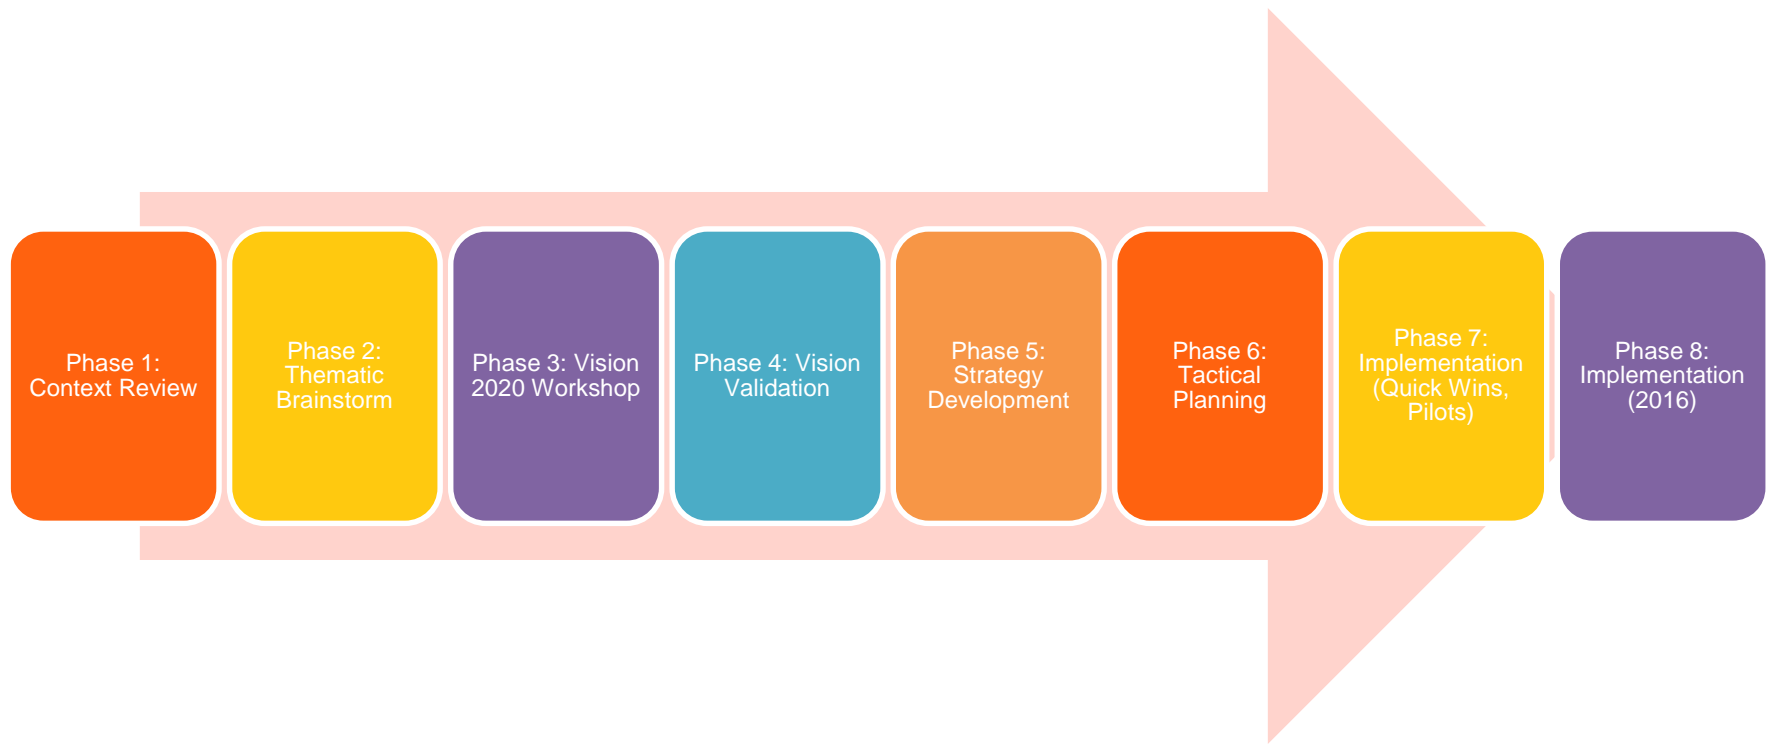 Phase 1:
Context Review
Phase 2:
Thematic
Brainstorm
Phase 3: Vision
2020 Workshop
Phase 4: Vision
Validation
Phase 5:
Strategy
Development
Phase 6:
Tactical
Planning
Phase 7:
Implementation
(Quick Wins,
Pilots)
Phase 8:
Implementation
(2016)